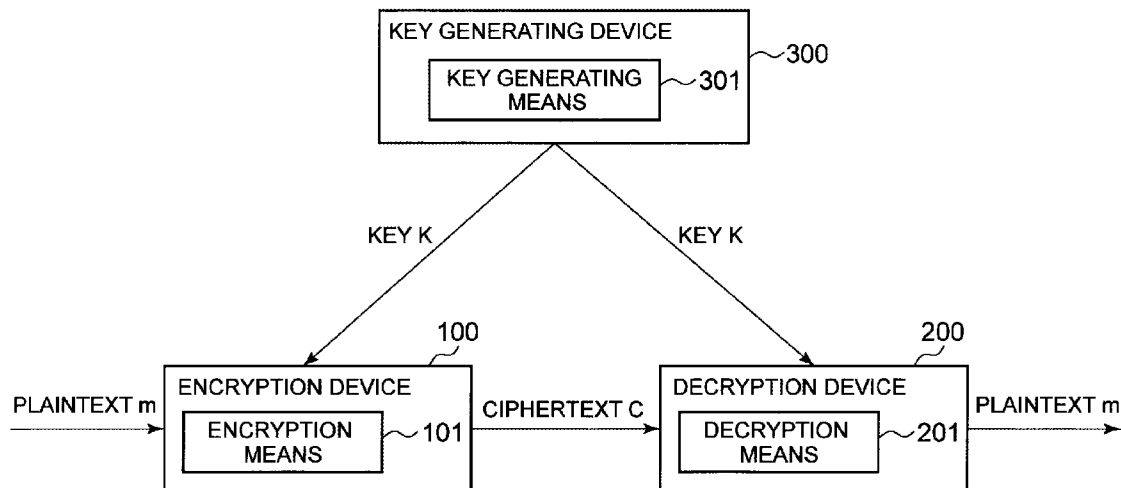 KEY GENERATING DEVICE
300
KEY GENERATING
MEANS
301
KEY K
KEY K
100
200
ENCRYPTION DEVICE
DECRYPTION DEVICE
PLAINTEXT m
CIPHERTEXT C
PLAINTEXT m
ENCRYPTION
MEANS
101
DECRYPTION
MEANS
201